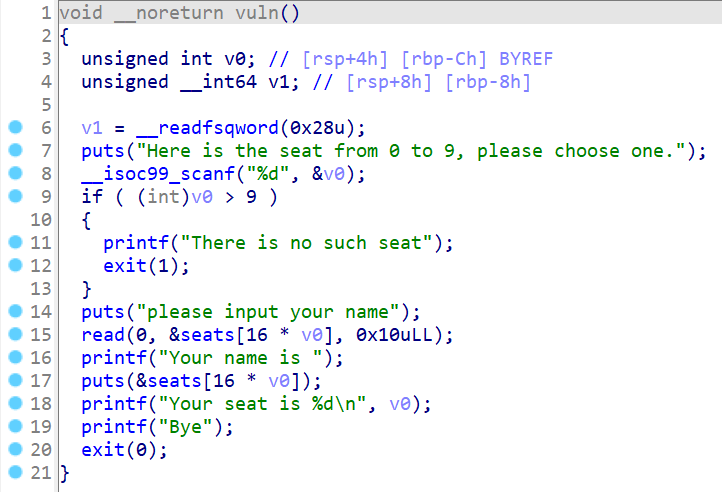 1 void __noreturn vuln()
2 {
3 unsigned int v0; // [rsp+4h] [rbp-Ch] BYREF
4 unsigned __int64 v1; // [rsp+8h] [rbp-8h]
5
6 v1 = __readfsqword(0x28u);
7 puts("Here is the seat from 0 to 9, please choose one.");
8 __isoc99_scanf("%d", &v0);
9 if ( (int)v0 > 9 )
10 {
11 printf("There is no such seat");
12 exit(1);
13 }
14 puts("please input your name");
15 read(0, &seats[16 * v0], 0x10uLL);
16 printf("Your name is ");
17 puts(&seats[16 * v0]);
18 printf("Your seat is %d\n", v0);
19 printf("Bye");
20 exit(0);
21 }